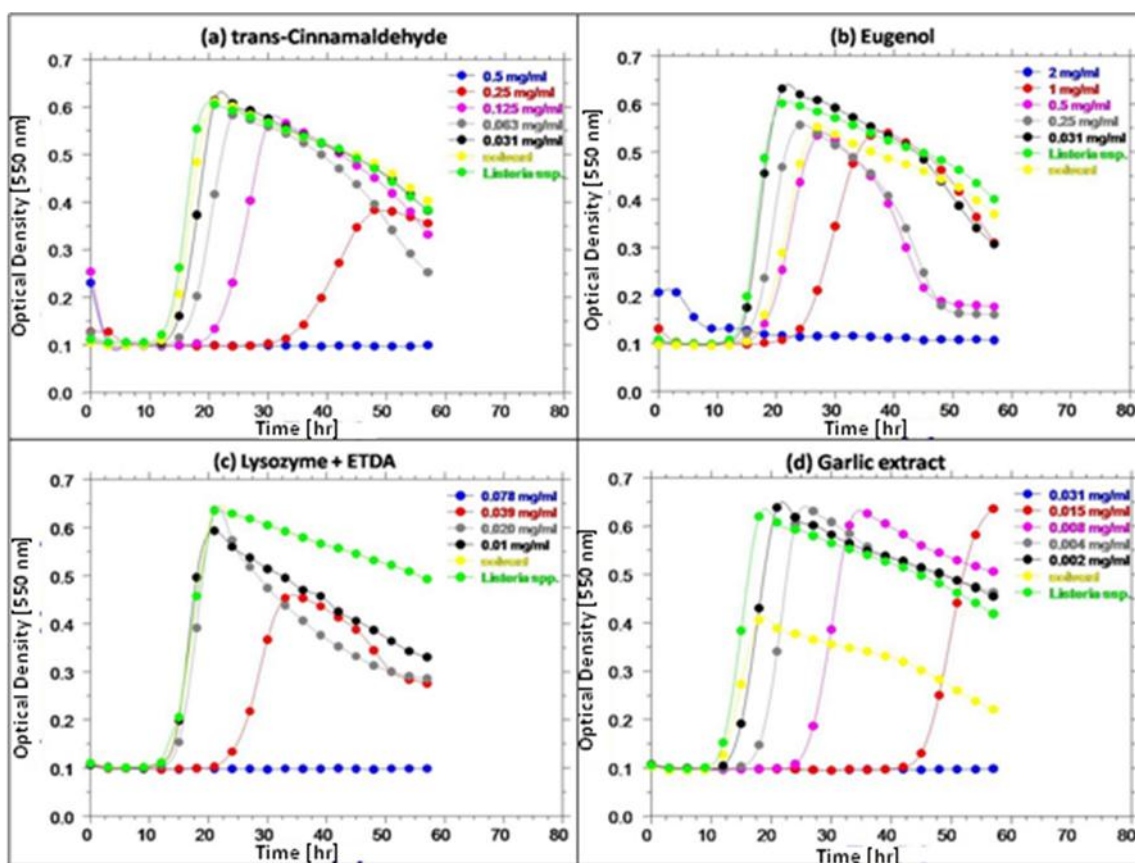 (a) trans-Cinnamaldehyde
Optical Density [550 nm]
0.7
0.6
0.5
0.4
0.3
0.2
0.1
0.0
0.5 mg/ml
0.25 mg/ml
0.125 mg/ml
0.063 mg/ml
0.031 mg/ml
solvent
Listeria ssp.
0 10 20 30 40 50 60 70 80
Time [hr]
(b) Eugenol
Optical Density [550 nm]
0.7
0.6
0.5
0.4
0.3
0.2
0.1
0.0
2 mg/ml
1 mg/ml
0.5 mg/ml
0.25 mg/ml
0.031 mg/ml
Listeria ssp.
solvent
0 10 20 30 40 50 60 70 80
Time [hr]
(c) Lysozyme + ETDA
Optical Density [550 nm]
0.7
0.6
0.5
0.4
0.3
0.2
0.1
0.0
0.078 mg/ml
0.039 mg/ml
0.020 mg/ml
0.01 mg/ml
solvent
Listeria spp.
0 10 20 30 40 50 60 70 80
Time [hr]
(d) Garlic extract
Optical Density [550 nm]
0.7
0.6
0.5
0.4
0.3
0.2
0.1
0.0
0.031 mg/ml
0.015 mg/ml
0.008 mg/ml
0.004 mg/ml
0.002 mg/ml
solvent
Listeria ssp.
0 10 20 30 40 50 60 70 80
Time [hr]